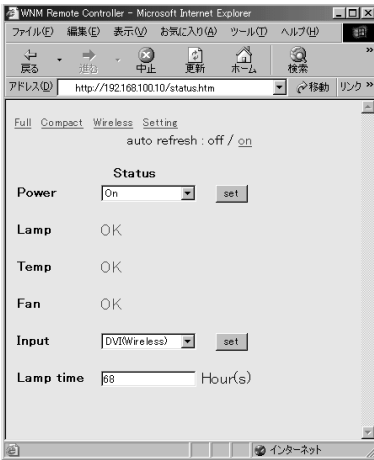 WNM Remote Controller - Microsoft Internet Explorer
ファイル(F) 編集(E) 表示(V) お気に入り(A) ツール(T) ヘルプ(H)
戻る 進む 中止 更新 ホーム 検索 »
アドレス(D) http://192.168.100.10/status.htm 移動 リンク »
Full Compact Wireless Setting
auto refresh : off / on
Status
Power On set
Lamp OK
Temp OK
Fan OK
Input DVI(Wireless) set
Lamp time 68 Hour(s)
インターネット